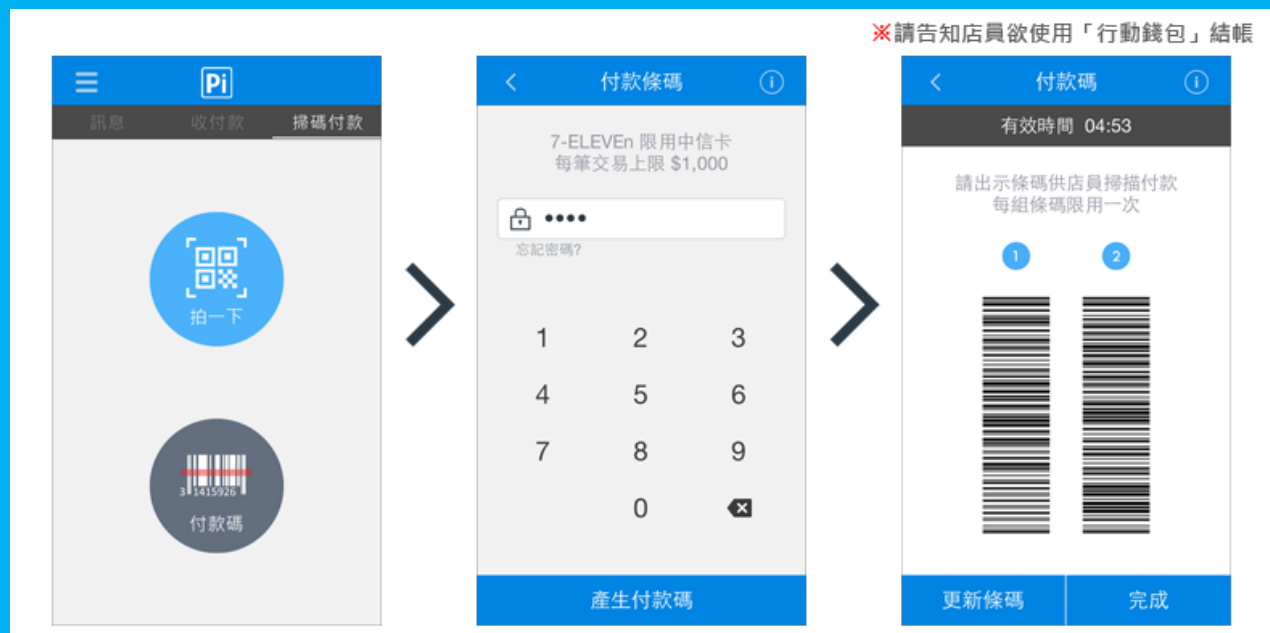 ※請告知店員欲使用「行動錢包」結帳
Pi
訊息 收付款 掃碼付款
拍一下
3 1415926
付款碼
付款條碼
7-ELEVEn 限用中信卡
每筆交易上限 $1,000
忘記密碼?
1 2 3
4 5 6
7 8 9
0
產生付款碼
付款碼
有效時間 04:53
請出示條碼供店員掃描付款
每組條碼限用一次
1 2
更新條碼 完成